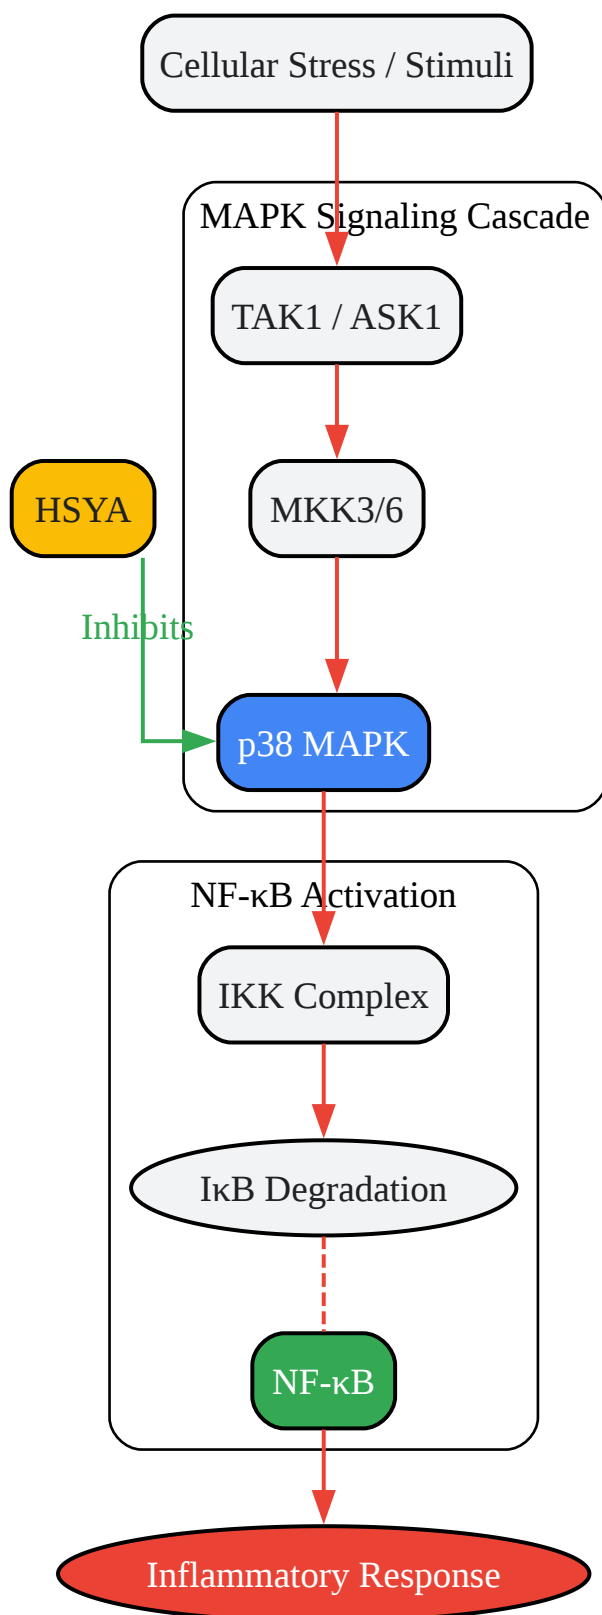 Cellular Stress / Stimuli
MAPK Signaling Cascade
TAK1 / ASK1
HSYA
MKK3/6
Inhibits
p38 MAPK
NF-κB Activation
IKK Complex
IκB Degradation
NF-κB
Inflammatory Response